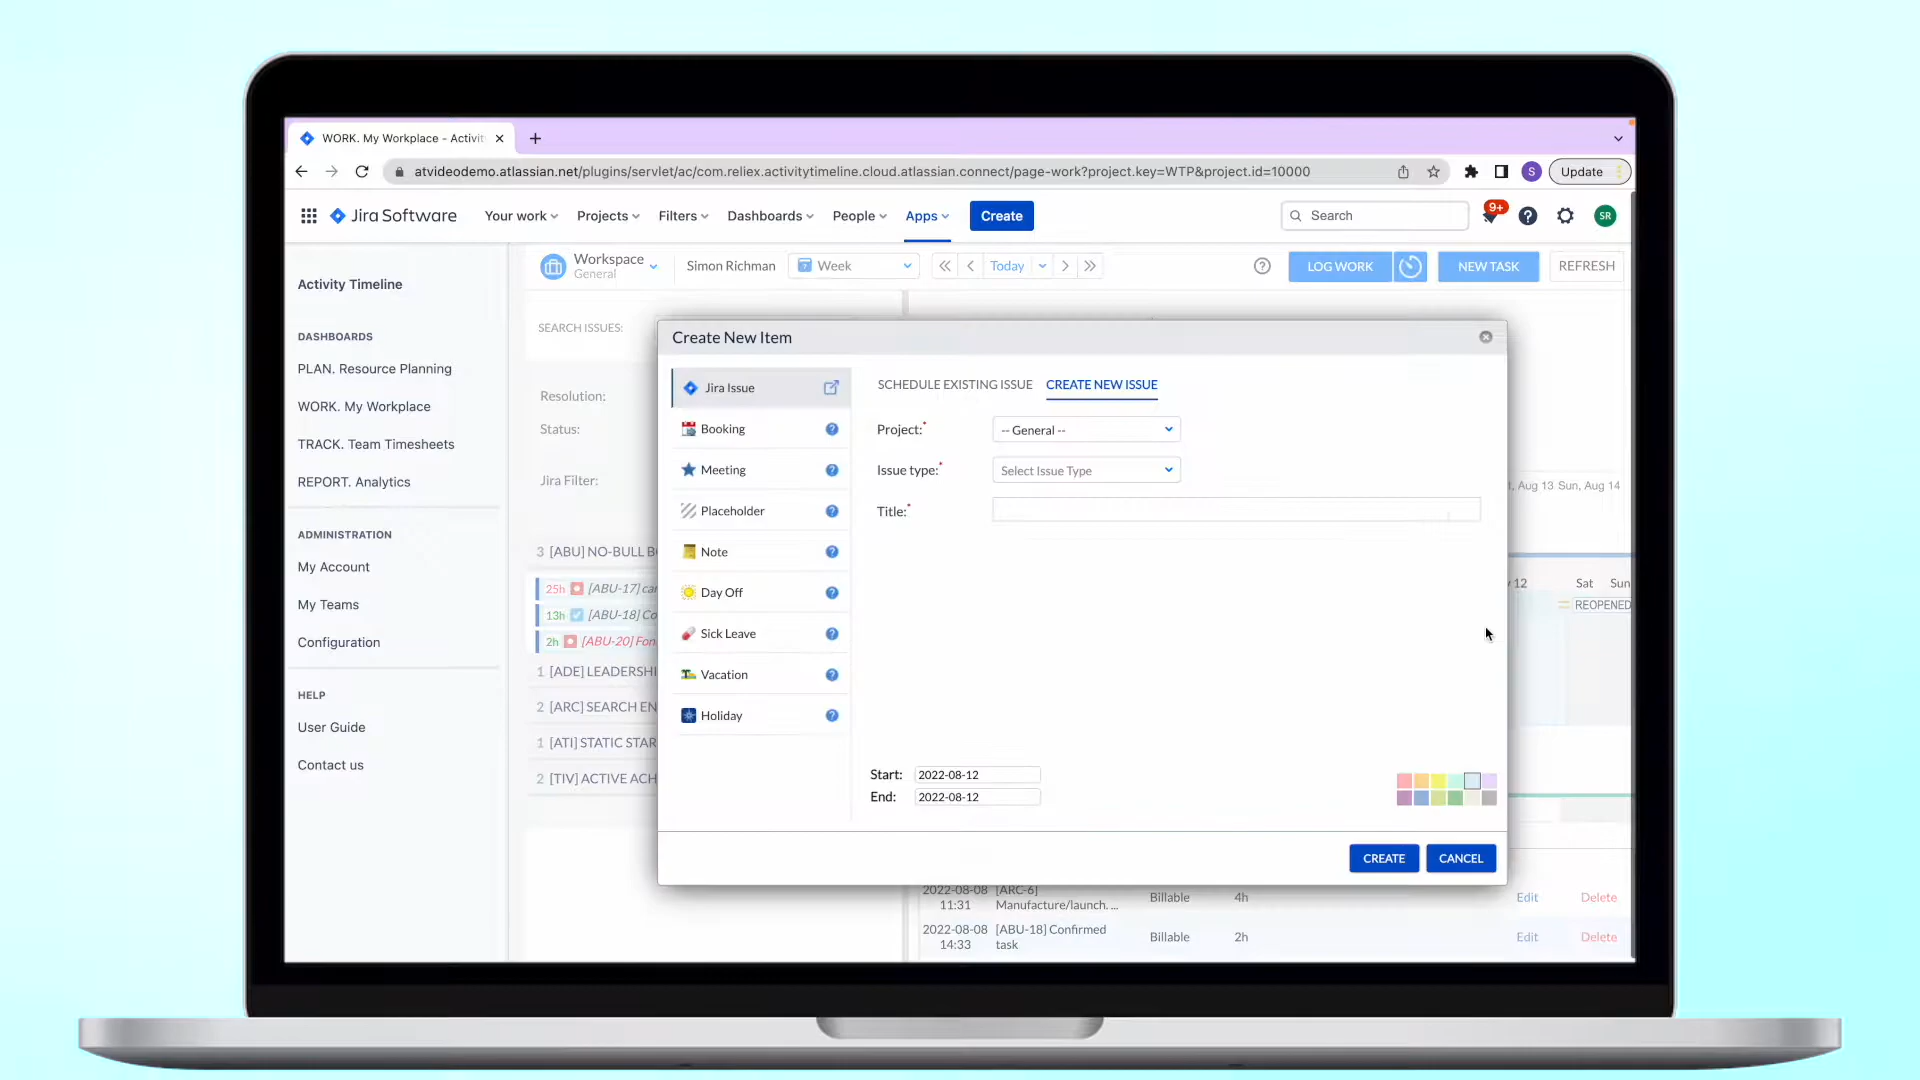 WORK. My Workplace - Activit
atvideodemo.atlassian.net/plugins/servlet/ac/com.reliex.activitytimeline.cloud.atlassian.connect/page-work?project.key=WTP&project.id=10000
S
Update
Jira Software
Your work
Projects
Filters
Dashboards
People
Apps
Create
Search
9+
SR
Activity Timeline
DASHBOARDS
PLAN. Resource Planning
WORK. My Workplace
TRACK. Team Timesheets
REPORT. Analytics
ADMINISTRATION
My Account
My Teams
Configuration
HELP
User Guide
Contact us
Workspace
General
Simon Richman
7
Week
Today
LOG WORK
NEW TASK
REFRESH
SEARCH ISSUES:
Resolution:
Status:
Jira Filter:
3 [ABU] NO-BULL B
25h [ABU-17] ca
13h [ABU-18] Co
2h [ABU-20] Fon
1 [ADE] LEADERSHI
2 [ARC] SEARCH EN
1 [ATI] STATIC STAR
2 [TIV] ACTIVE ACH
Create New Item
Jira Issue
Booking
Meeting
Placeholder
Note
Day Off
Sick Leave
Vacation
Holiday
SCHEDULE EXISTING ISSUE
CREATE NEW ISSUE
Project:*
-- General --
Issue type:*
Select Issue Type
Title:*
Start: 2022-08-12
End: 2022-08-12
CREATE
CANCEL
Aug 13 Sun, Aug 14
12 Sat Sun
REOPENED
2022-08-08 11:31 [ARC-6] Manufacture/launch. ... Billable 4h Edit Delete
2022-08-08 14:33 [ABU-18] Confirmed task Billable 2h Edit Delete